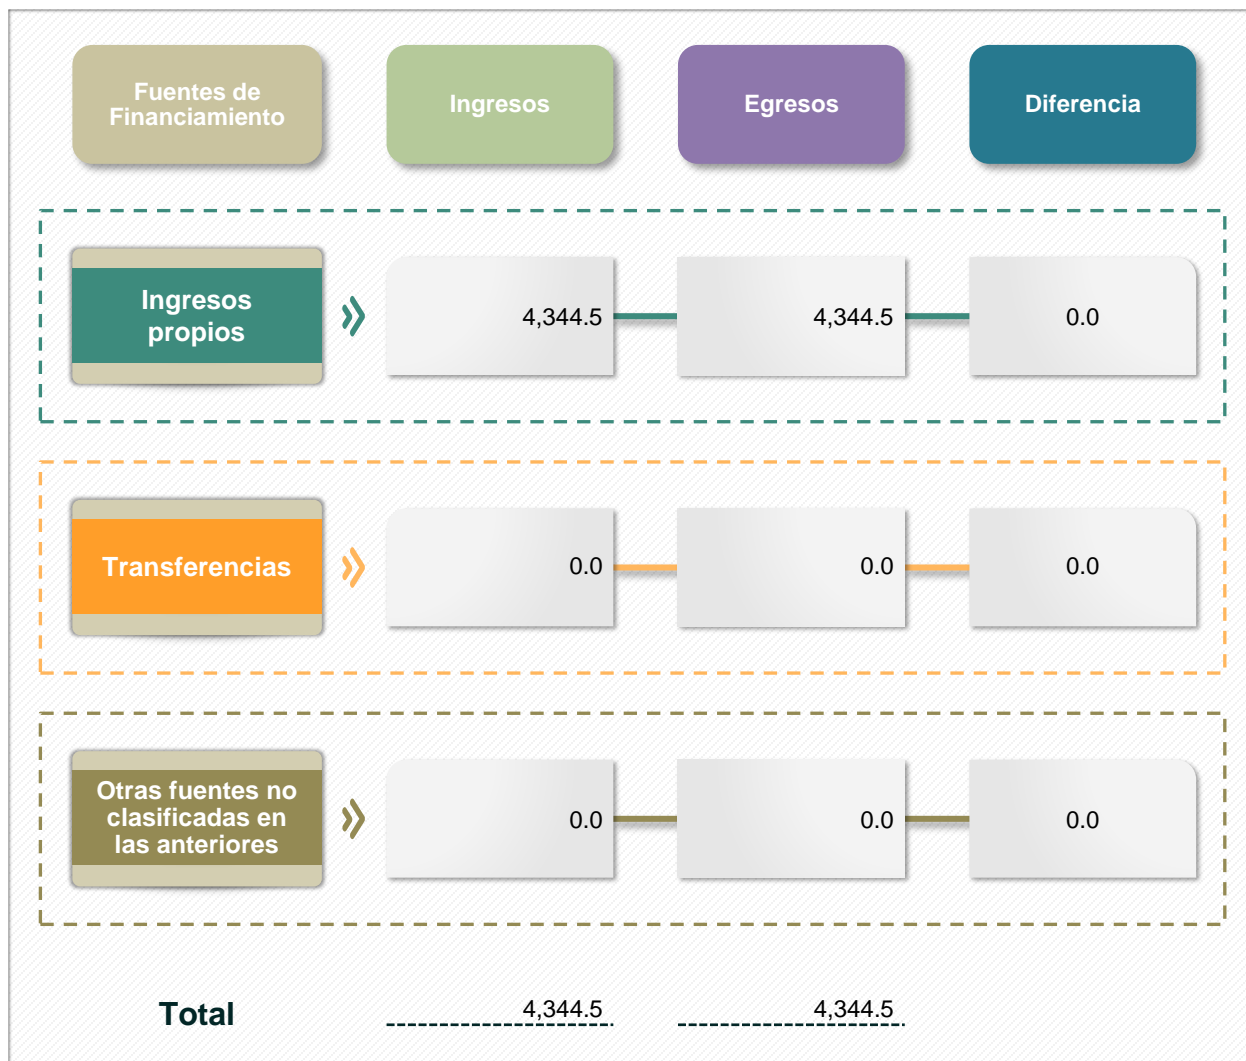 Fuentes de
Financiamiento
Ingresos
Egresos
Diferencia
Ingresos
propios
4,344.5
4,344.5
0.0
Transferencias
0.0
0.0
0.0
Otras fuentes no
clasificadas en
las anteriores
0.0
0.0
0.0
Total
4,344.5
4,344.5